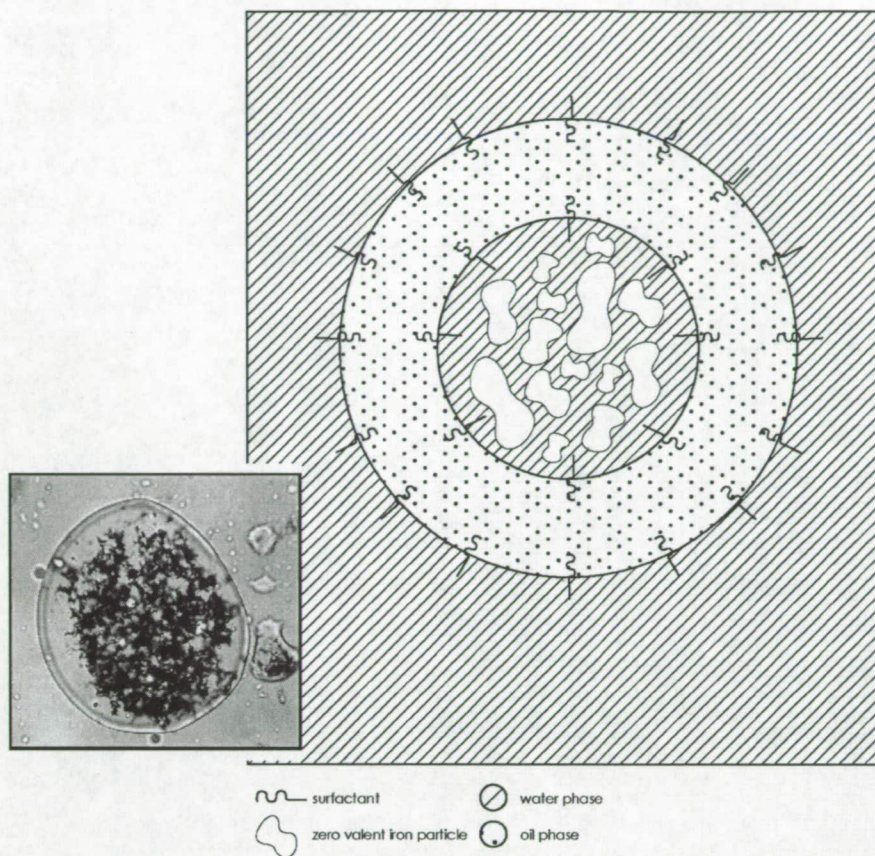 surfactant
water phase
zero valent iron particle
oil phase